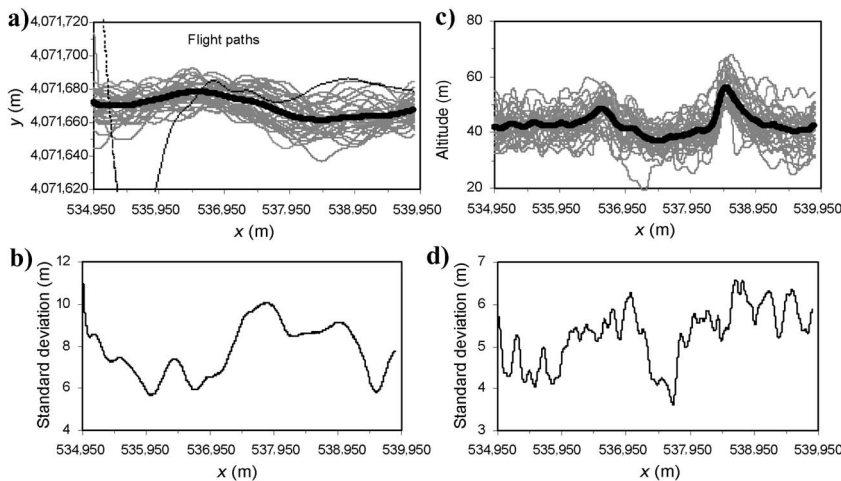 a)
4,071,720
4,071,700
4,071,680
4,071,660
4,071,640
4,071,620
y (m)
Flight paths
534,950 535,950 536,950 537,950 538,950 539,950
x (m)
c)
80
60
40
20
Altitude (m)
534,950 535,950 536,950 537,950 538,950 539,950
x (m)
b)
12
10
8
6
4
Standard deviation (m)
534,950 535,950 536,950 537,950 538,950 539,950
x (m)
d)
7
6
5
4
3
Standard deviation (m)
534,950 535,950 536,950 537,950 538,950 539,950
x (m)